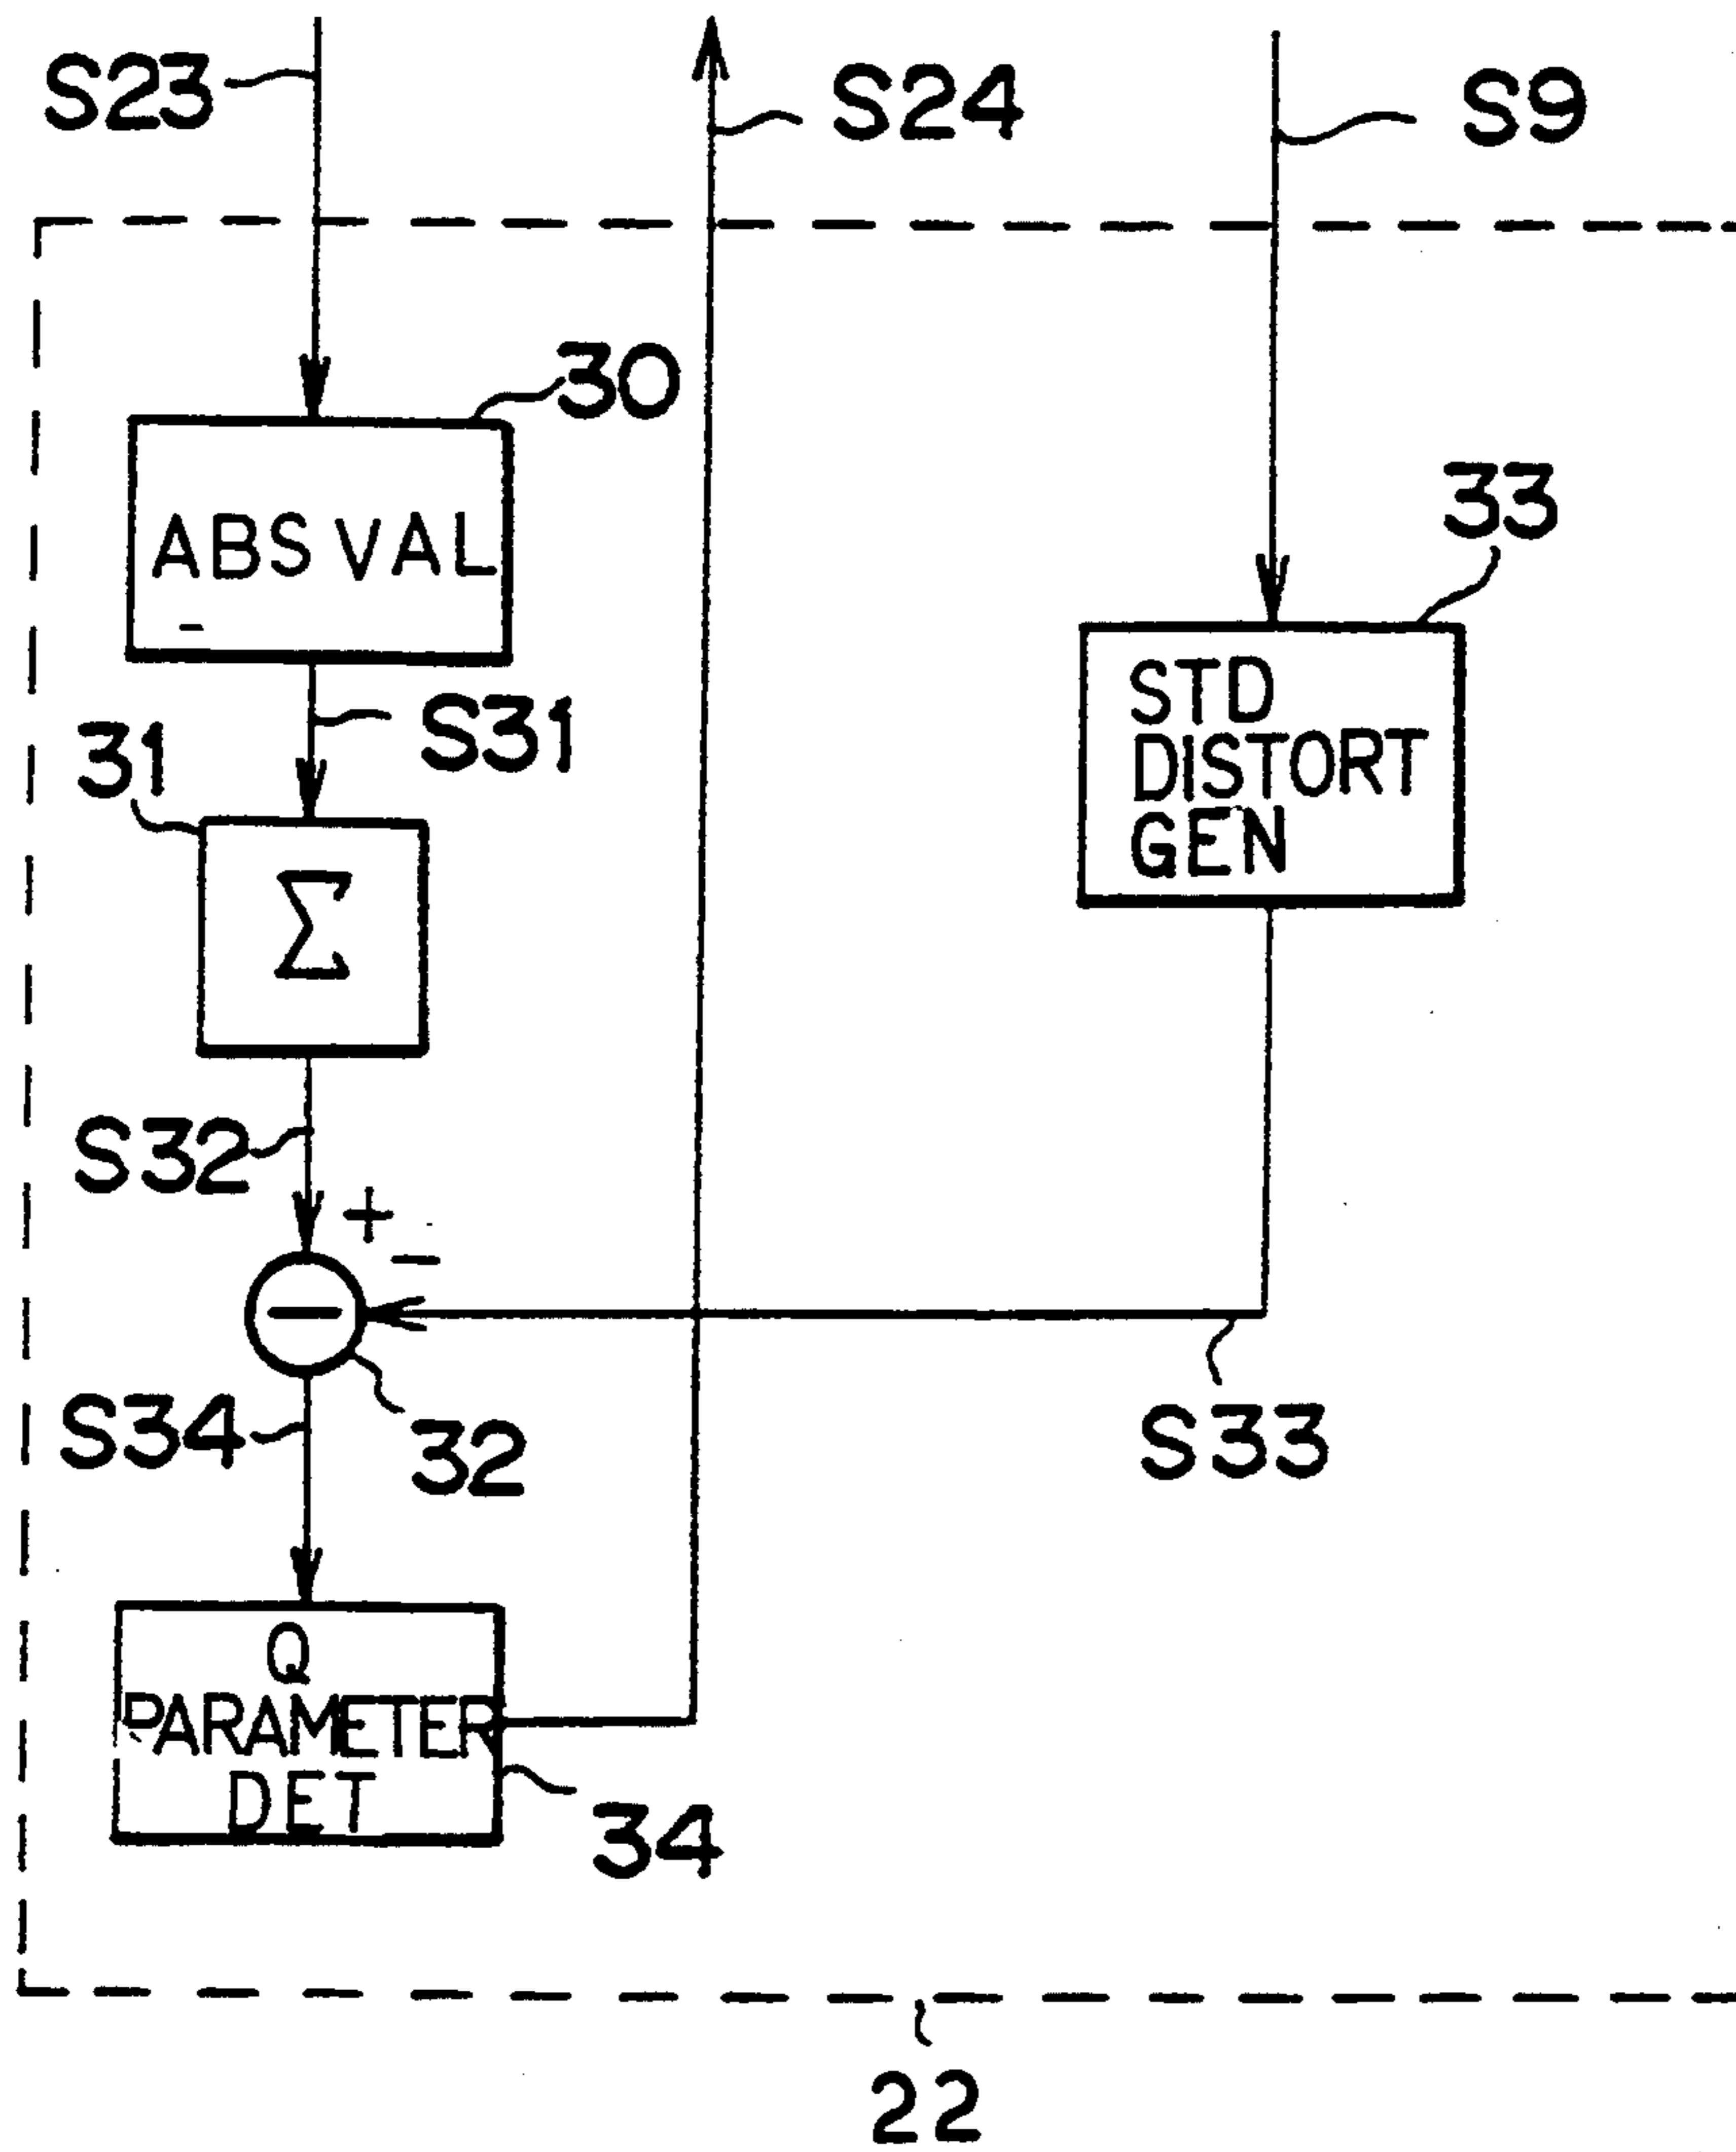 S23
S24
S9
30
ABS VAL
33
STD
DISTORT
GEN
S31
31
Σ
S32
+
−
32
S34
S33
Q
PARAMETER
DET
34
22